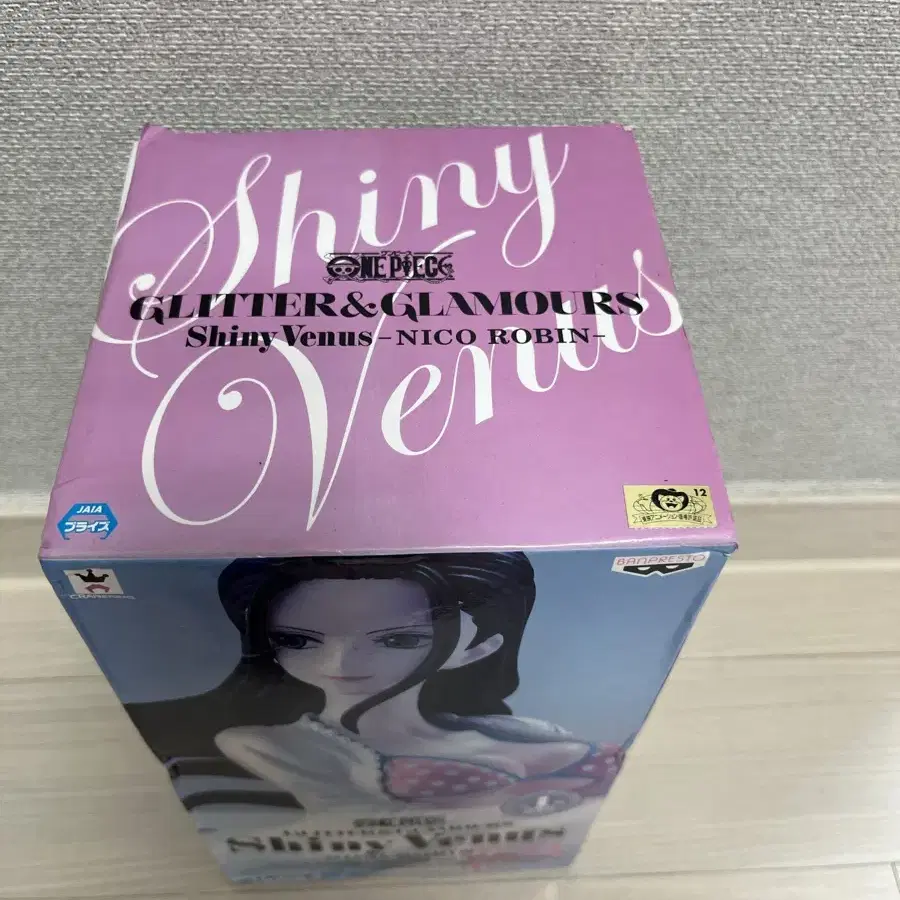 Shiny
Venus
ONE PIECE
GLITTER&GLAMOURS
Shiny Venus-NICO ROBIN-
JAIA
プライズ
12
BANPRESTO
Shiny Venus